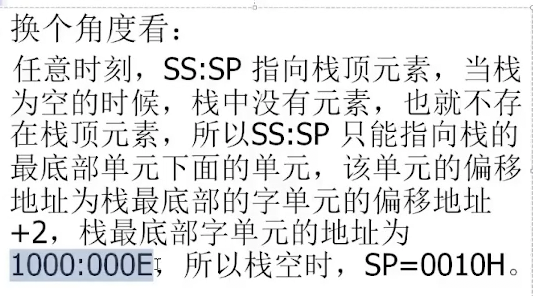 换个角度看：
任意时刻，SS:SP 指向栈顶元素，当栈
为空的时候，栈中没有元素，也就不存
在栈顶元素，所以SS:SP 只能指向栈的
最底部单元下面的单元，该单元的偏移
地址为栈最底部的字单元的偏移地址
+2，栈最底部字单元的地址为
1000:000E，所以栈空时，SP=0010H。